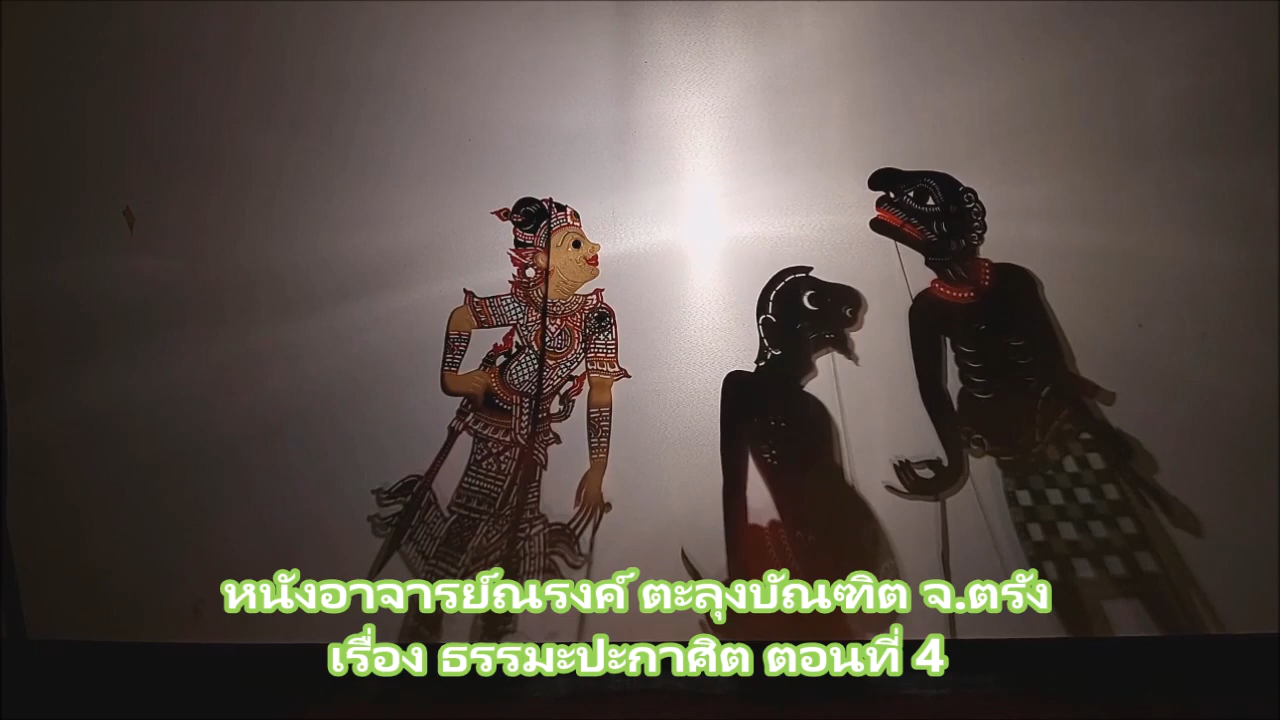 หนังอาจารย์ณรงค์ ตะลุงบัณฑิต จ.ตรัง
เรื่อง ธรรมะปะกาศิต ตอนที่ 4